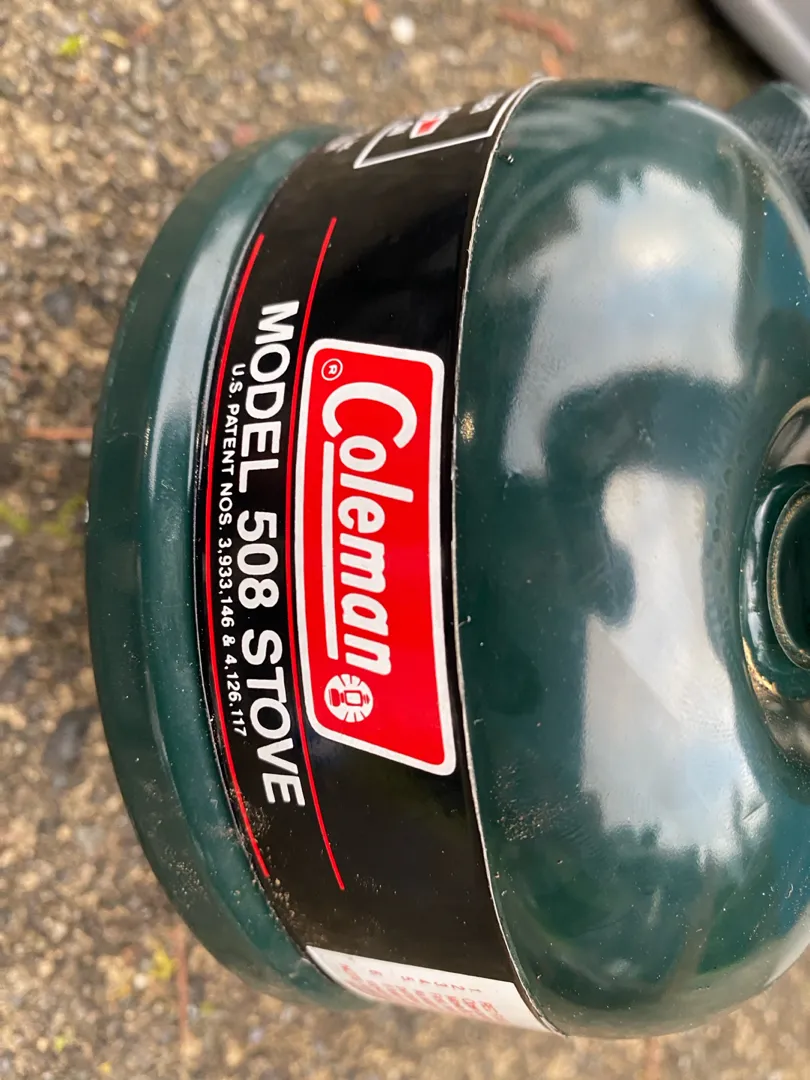 Coleman ®
MODEL 508 STOVE
U.S. PATENT NOS. 3,933,146 & 4,126,117